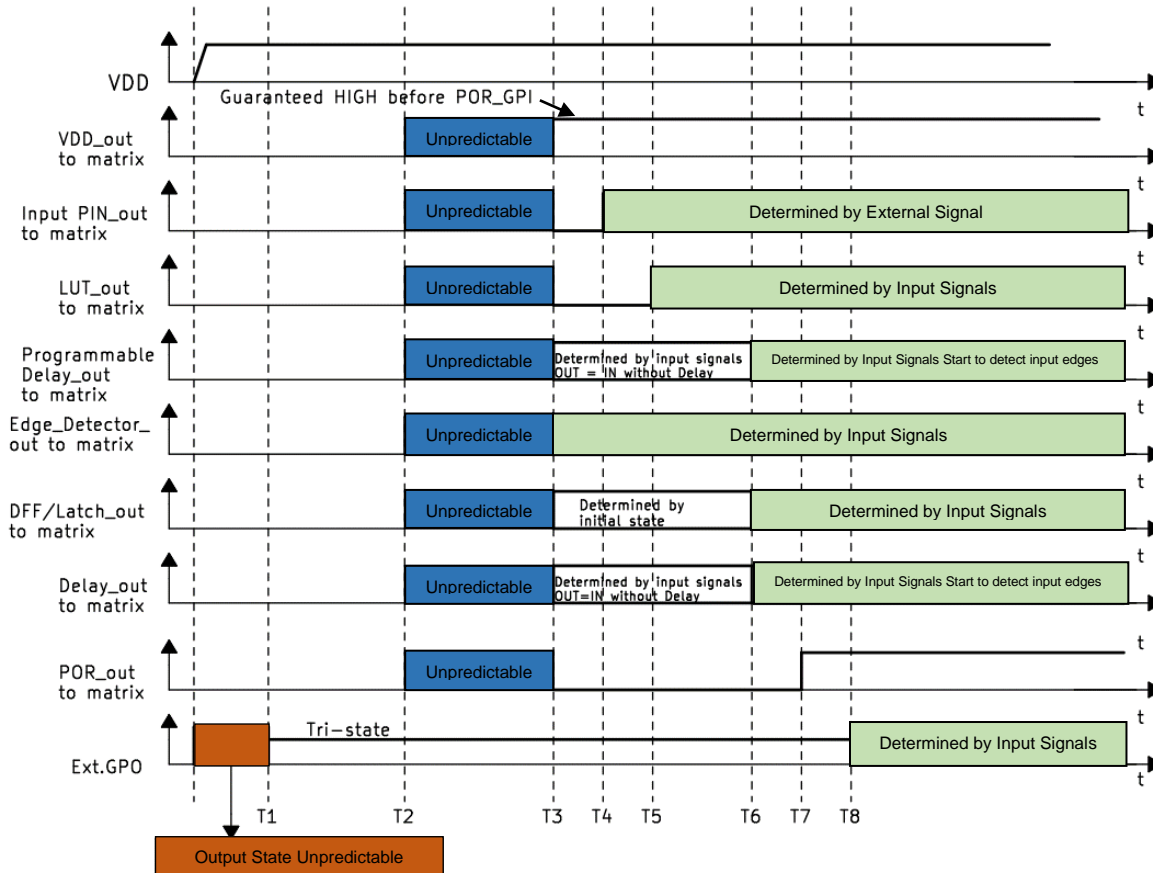 VDD
t
Guaranteed HIGH before POR_GPI
VDD_out
to matrix
Unpredictable
t
Input PIN_out
to matrix
Unpredictable
Determined by External Signal
t
LUT_out
to matrix
Unpredictable
Determined by Input Signals
t
Programmable
Delay_out
to matrix
Unpredictable
Determined by input signals
OUT = IN without Delay
Determined by Input Signals Start to detect input edges
t
Edge_Detector_
out to matrix
Unpredictable
Determined by Input Signals
t
DFF/Latch_out
to matrix
Unpredictable
Determined by
initial state
Determined by Input Signals
t
Delay_out
to matrix
Unpredictable
Determined by input signals
OUT=IN without Delay
Determined by Input Signals Start to detect input edges
t
POR_out
to matrix
Unpredictable
t
Ext.GPO
Tri-state
Determined by Input Signals
t
T1 T2 T3 T4 T5 T6 T7 T8
Output State Unpredictable